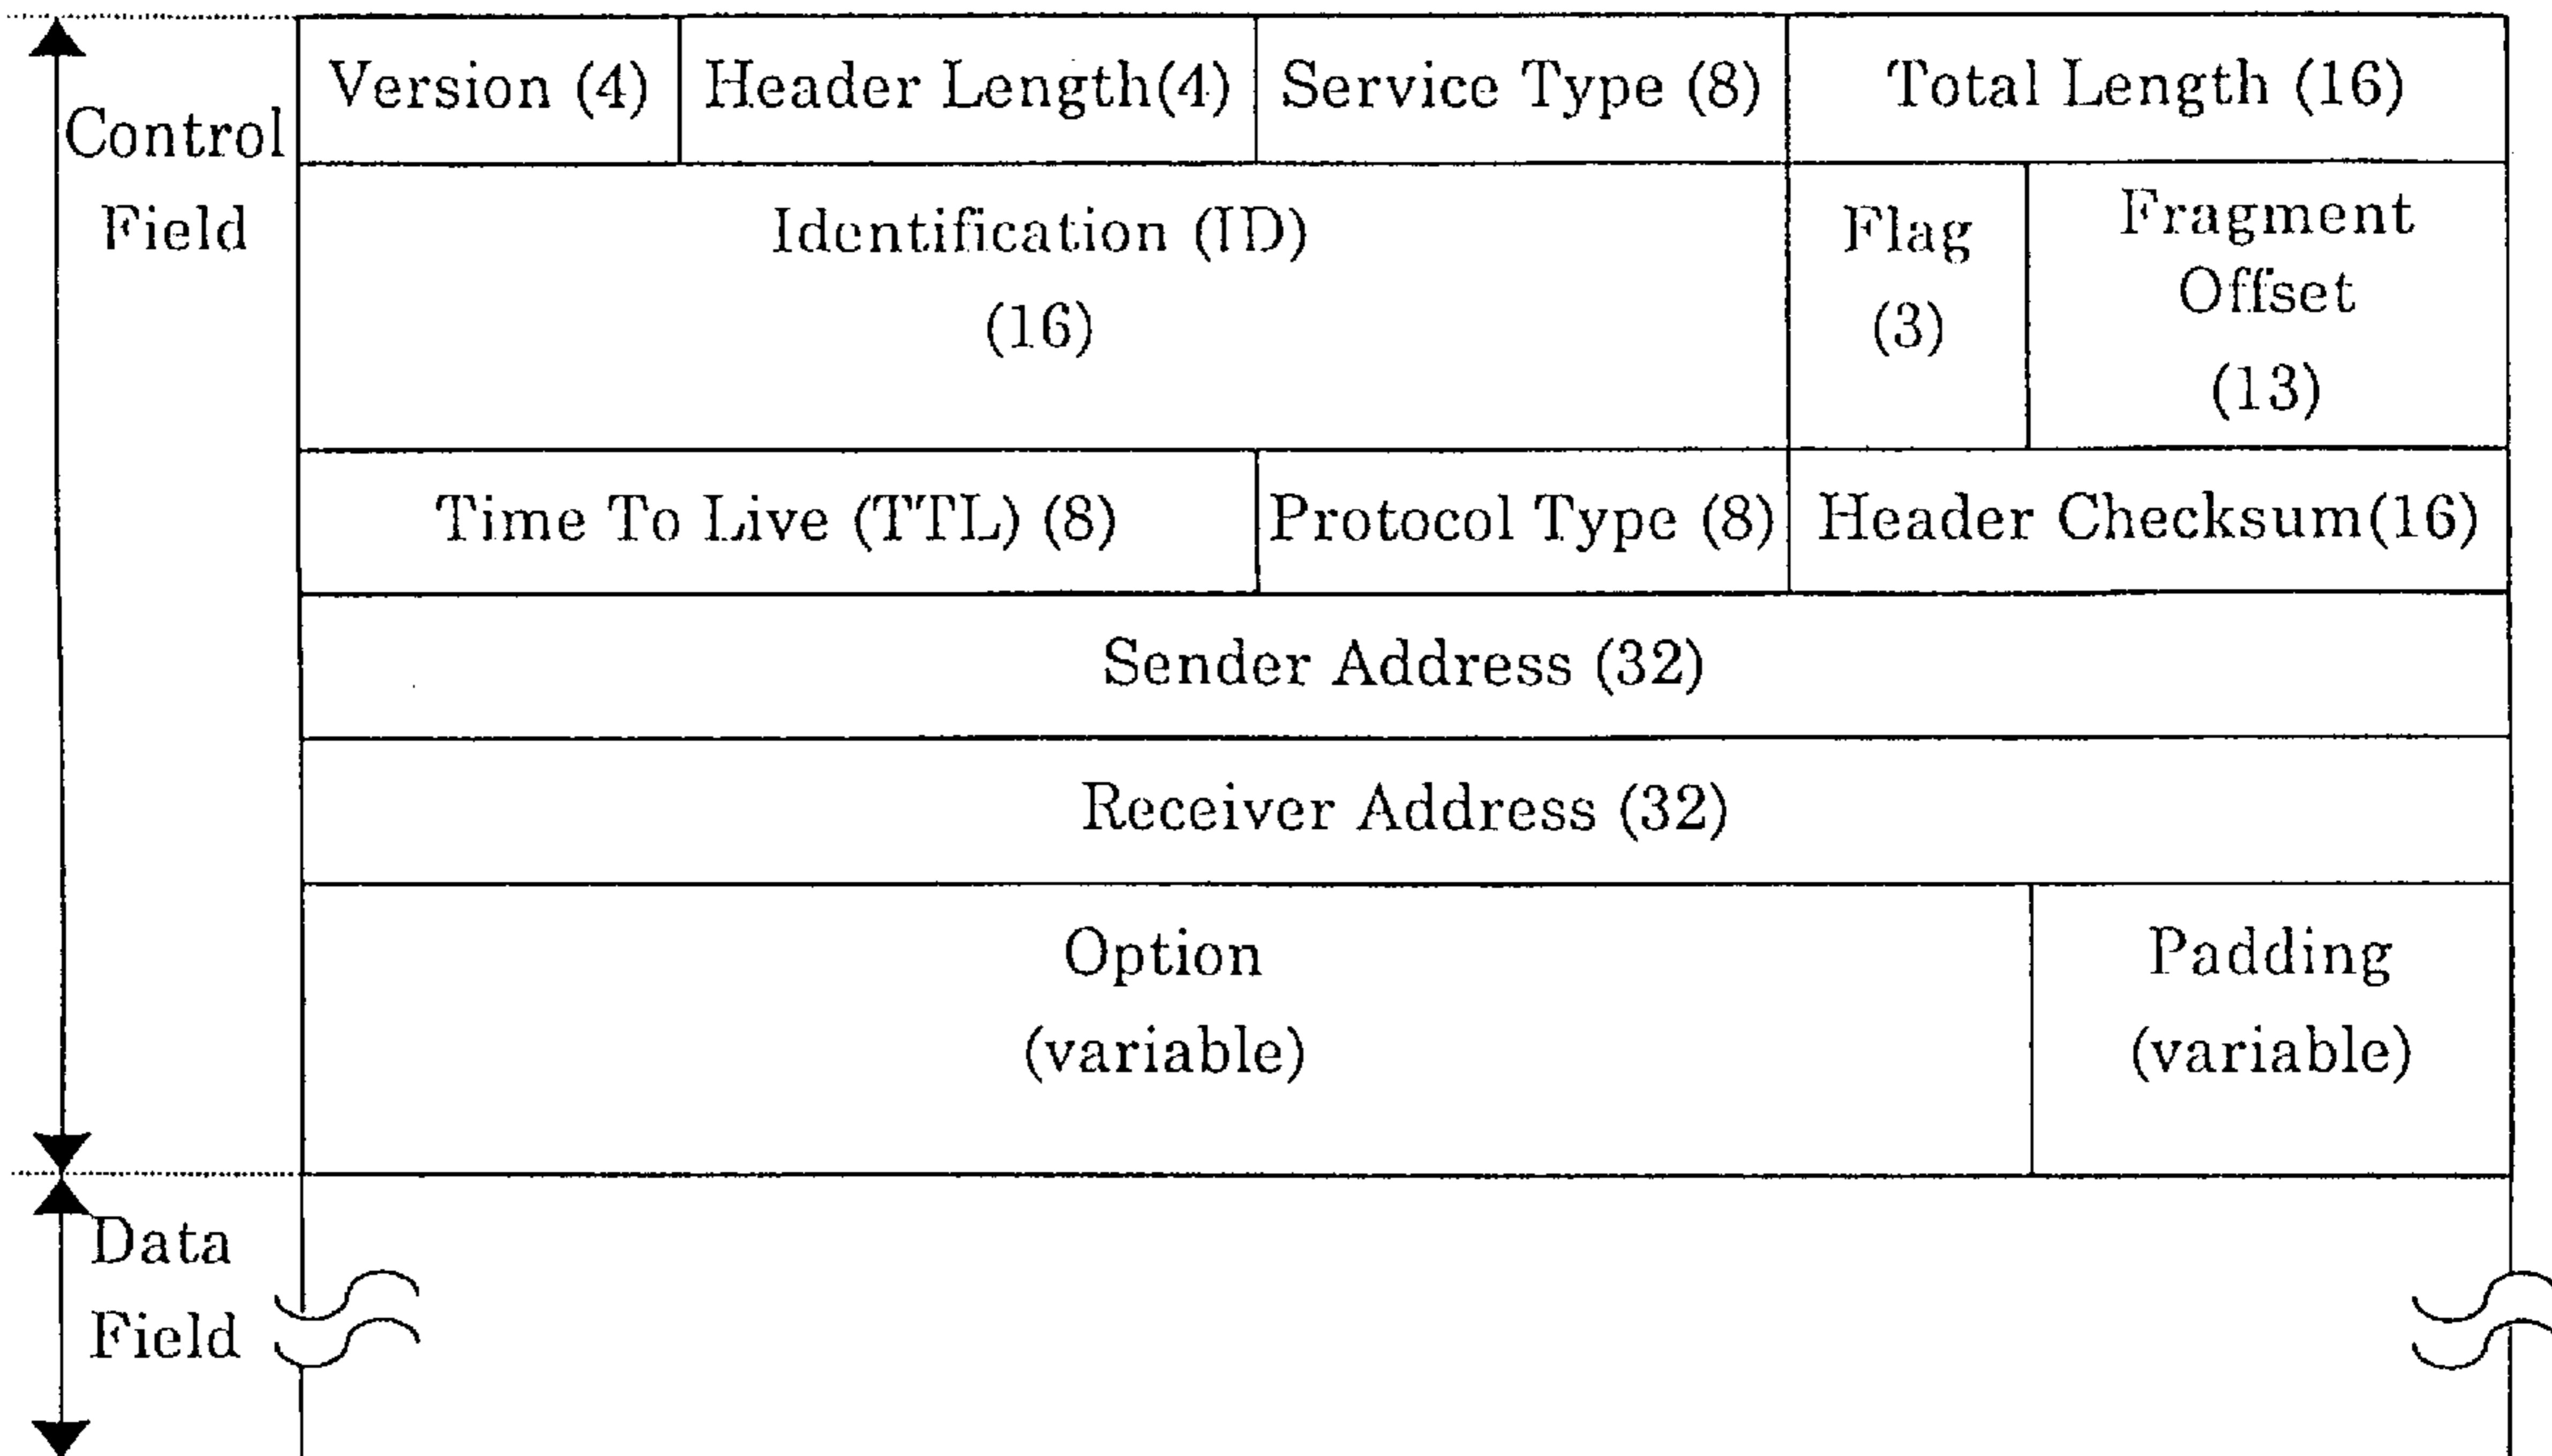 Control
Field
Version (4)
Header Length(4)
Service Type (8)
Total Length (16)
Identification (ID)
(16)
Flag
(3)
Fragment
Offset
(13)
Time To Live (TTL) (8)
Protocol Type (8)
Header Checksum(16)
Sender Address (32)
Receiver Address (32)
Option
(variable)
Padding
(variable)
Data
Field